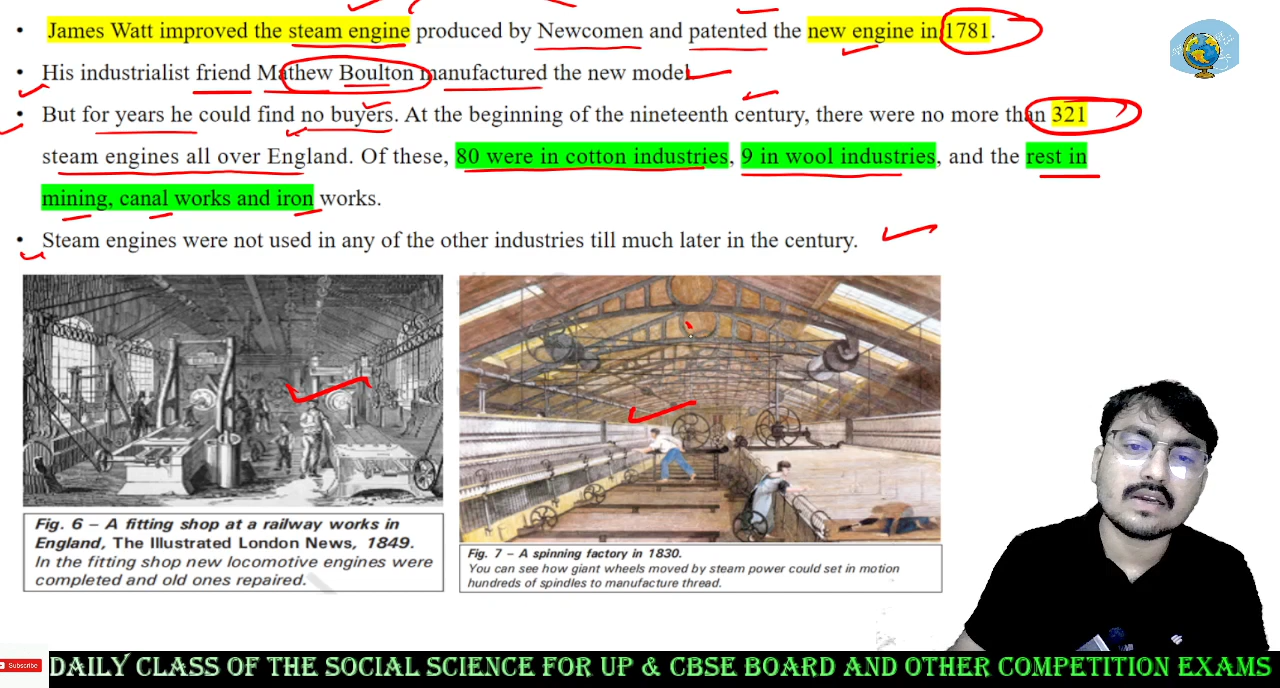 • James Watt improved the steam engine produced by Newcomen and patented the new engine in 1781.
• His industrialist friend Mathew Boulton manufactured the new model
• But for years he could find no buyers. At the beginning of the nineteenth century, there were no more than 321
steam engines all over England. Of these, 80 were in cotton industries, 9 in wool industries, and the rest in
mining, canal works and iron works.
• Steam engines were not used in any of the other industries till much later in the century.
Fig. 6 – A fitting shop at a railway works in
England, The Illustrated London News, 1849.
In the fitting shop new locomotive engines were
completed and old ones repaired.
Fig. 7 – A spinning factory in 1830.
You can see how giant wheels moved by steam power could set in motion
hundreds of spindles to manufacture thread.
Subscribe
DAILY CLASS OF THE SOCIAL SCIENCE FOR UP & CBSE BOARD AND OTHER COMPETITION EXAMS